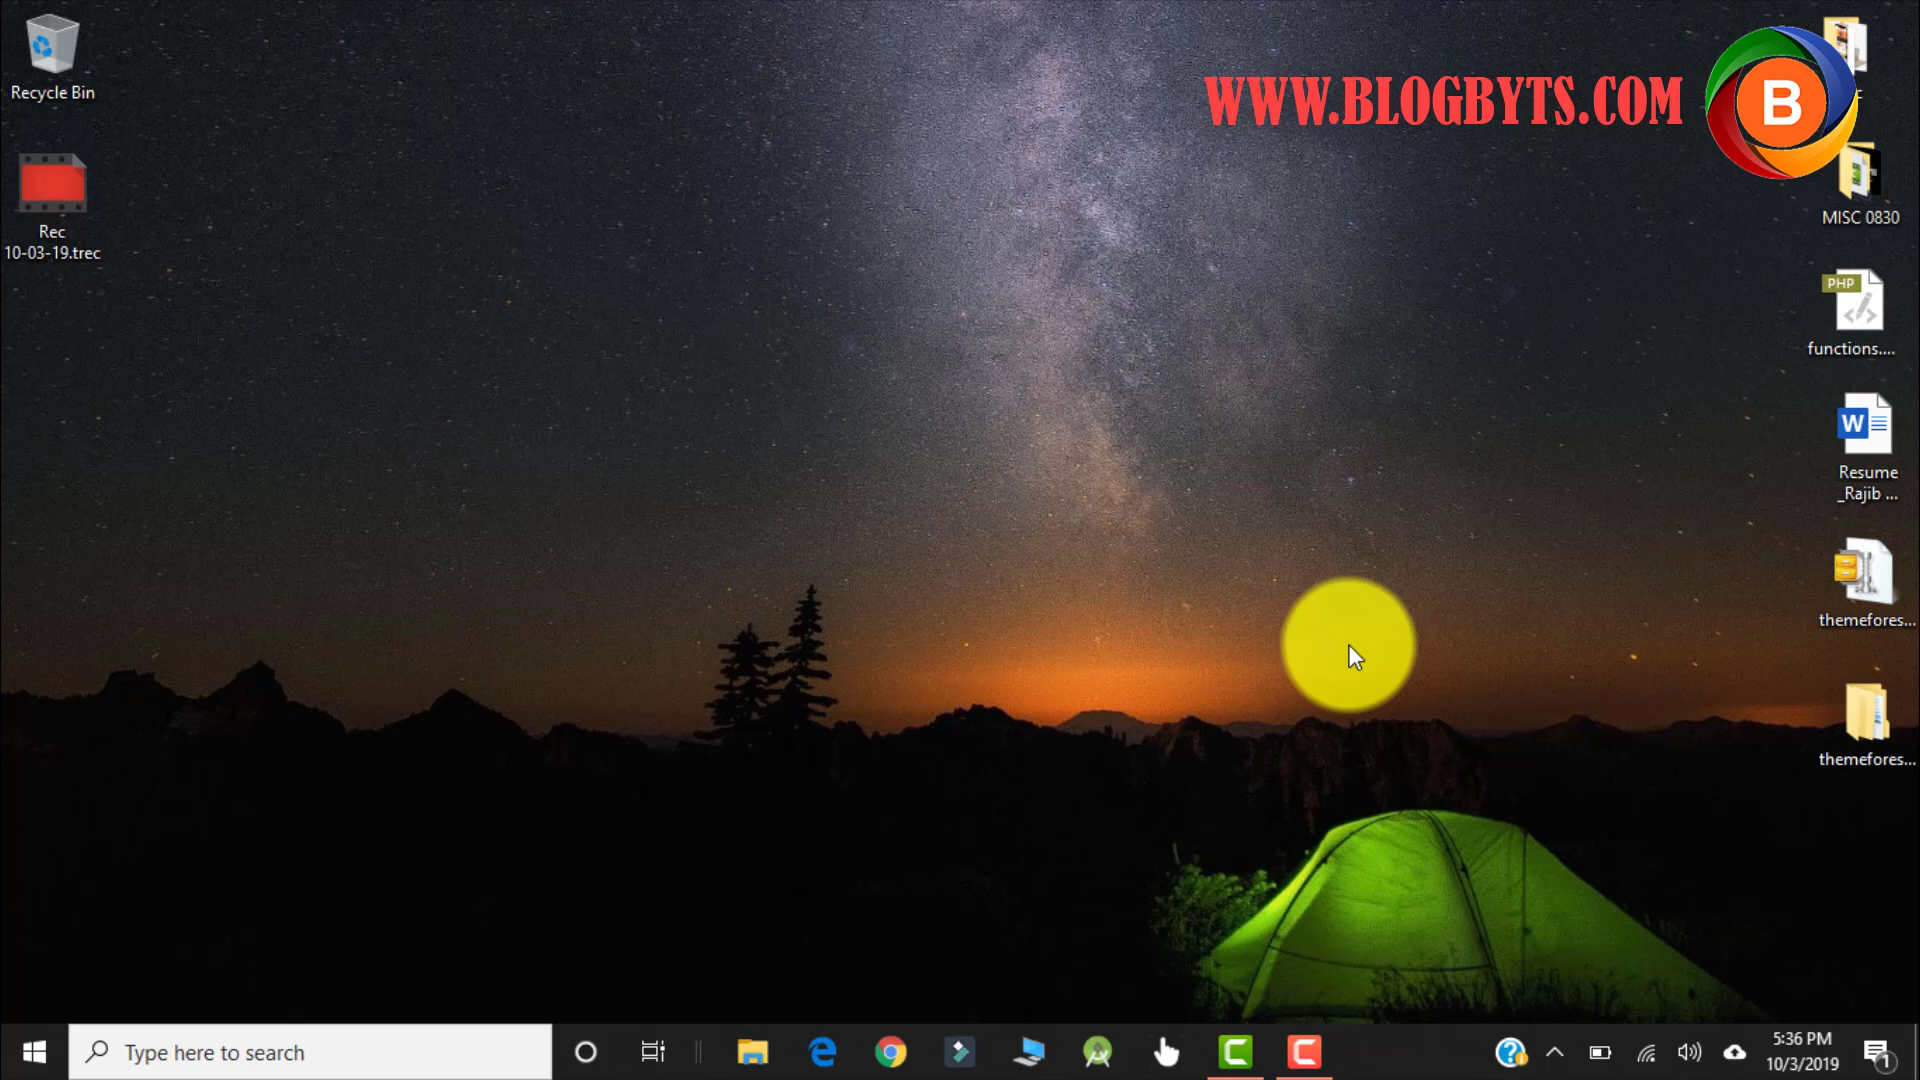 Recycle Bin
Rec
10-03-19.trec
WWW.BLOGBYTS.COM
B
MISC 0830
PHP
functions....
W
Resume
_Rajib ...
themefores...
themefores...
Type here to search
5:36 PM
10/3/2019
1